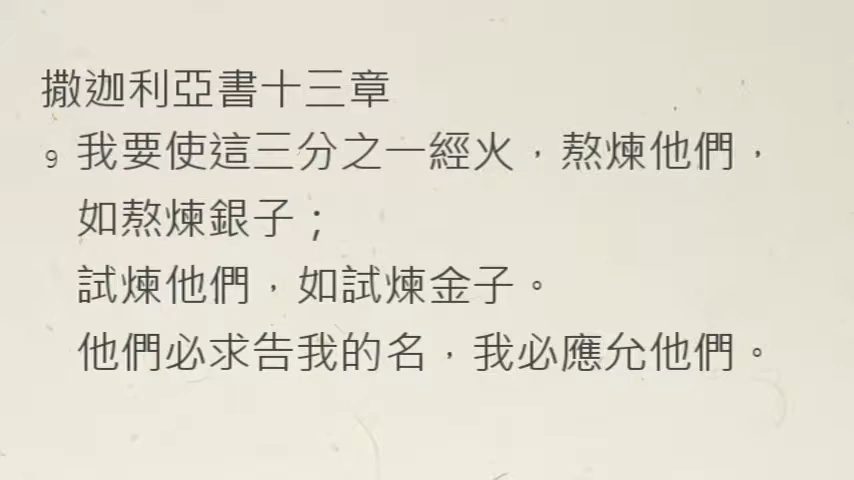 撒迦利亞書十三章
9 我要使這三分之一經火，熬煉他們，
如熬煉銀子；
試煉他們，如試煉金子。
他們必求告我的名，我必應允他們。